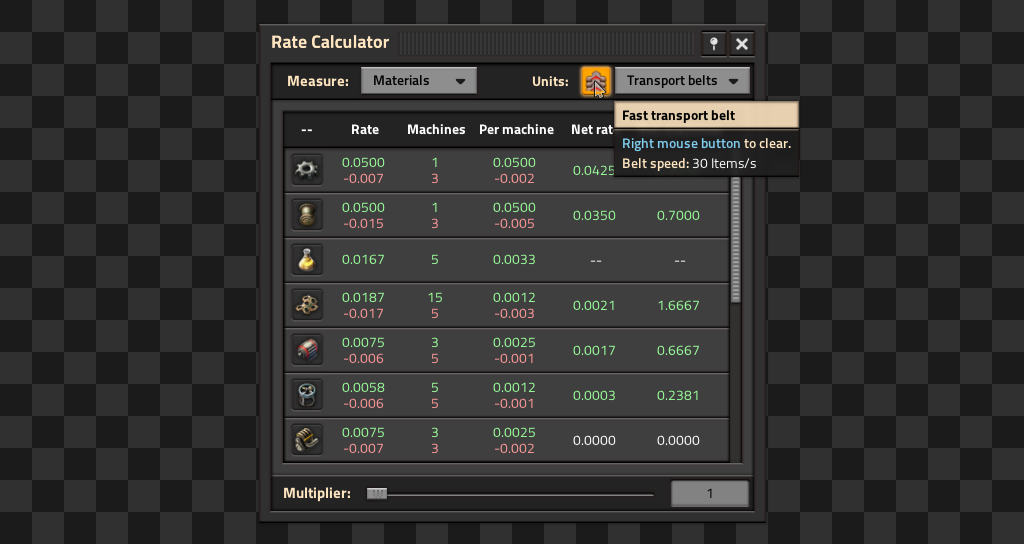 Rate Calculator
Measure: Materials Units: Transport belts
Fast transport belt
Right mouse button to clear.
Belt speed: 30 Items/s
-- Rate Machines Per machine Net rat
0.0500 1 0.0500 0.0425
-0.007 3 -0.002
0.0500 1 0.0500 0.0350 0.7000
-0.015 3 -0.005
0.0167 5 0.0033 -- --
0.0187 15 0.0012 0.0021 1.6667
-0.017 5 -0.003
0.0075 3 0.0025 0.0017 0.6667
-0.006 5 -0.001
0.0058 5 0.0012 0.0003 0.2381
-0.006 5 -0.001
0.0075 3 0.0025 0.0000 0.0000
-0.007 3 -0.002
Multiplier: 1